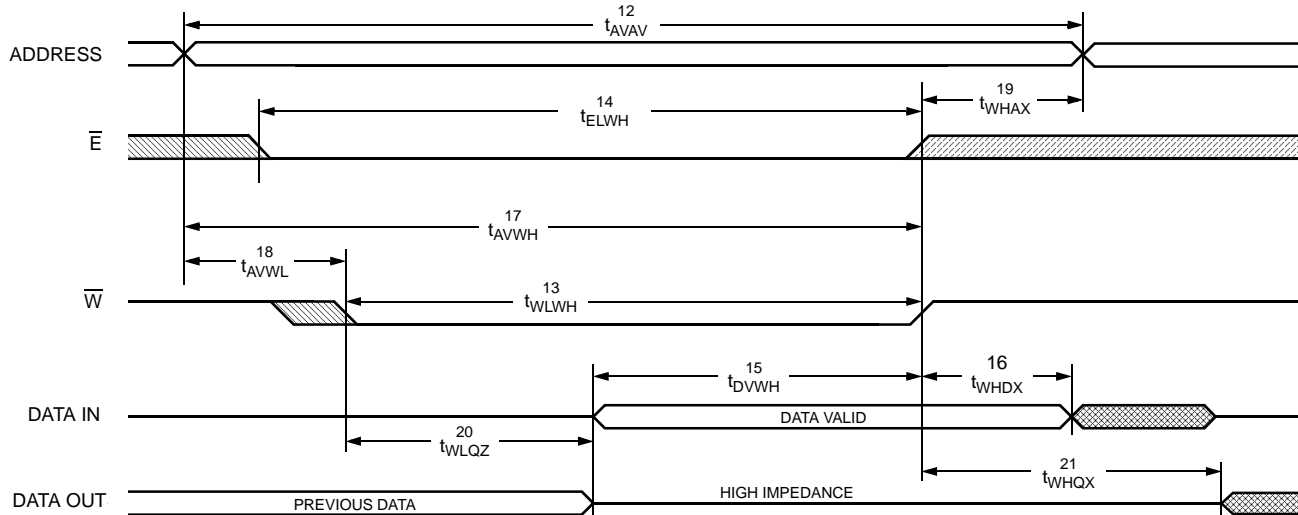 12
tAVAV
ADDRESS
14
tELWH
19
tWHAX
E
17
tAVWH
18
tAVWL
W
13
tWLWH
15
tDVWH
16
tWHDX
DATA IN
DATA VALID
20
tWLQZ
21
tWHQX
DATA OUT
PREVIOUS DATA
HIGH IMPEDANCE